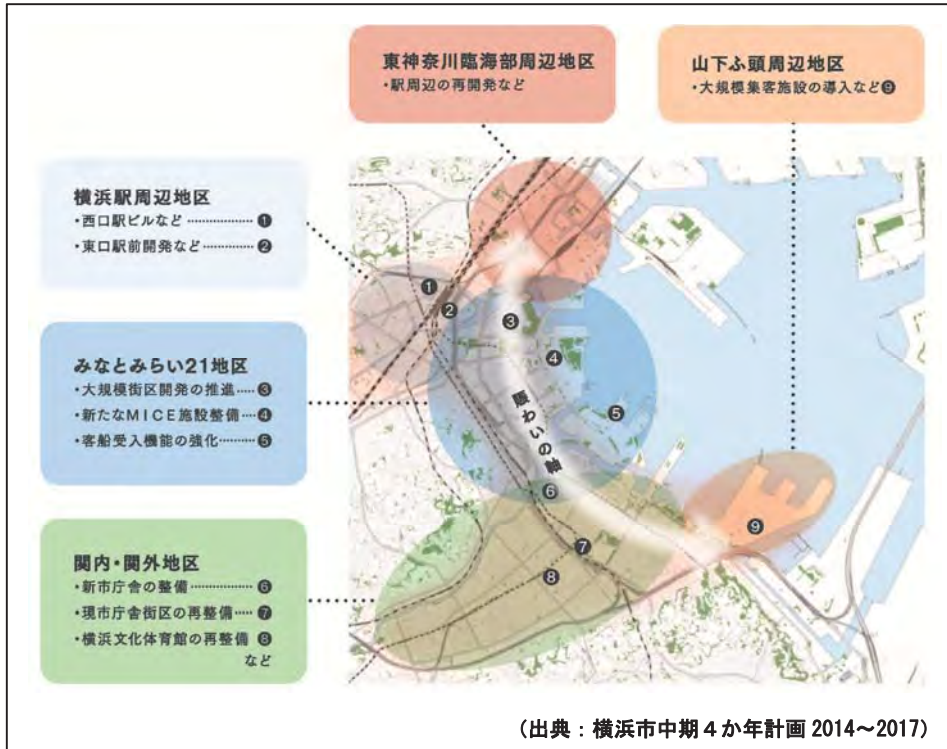 東神奈川臨海部周辺地区
・駅周辺の再開発など
山下ふ頭周辺地区
・大規模集客施設の導入など❾
横浜駅周辺地区
・西口駅ビルなど ……………… ❶
・東口駅前開発など ………… ❷
みなとみらい21地区
・大規模街区開発の推進 …… ❸
・新たなMICE施設整備 …… ❹
・客船受入機能の強化 ……… ❺
関内・関外地区
・新市庁舎の整備 …………… ❻
・現市庁舎街区の再整備 …… ❼
・横浜文化体育館の再整備 ❽
など
❶
❷
❸
❹
❺
賑わいの軸
❻
❼
❽
❾
(出典:横浜市中期4か年計画 2014~2017)